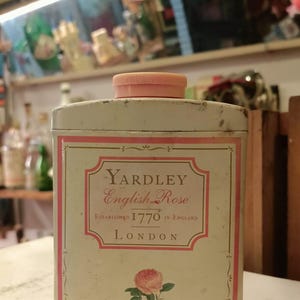 YARDLEY
English Rose
ESTABLISHED 1770 IN ENGLAND
LONDON